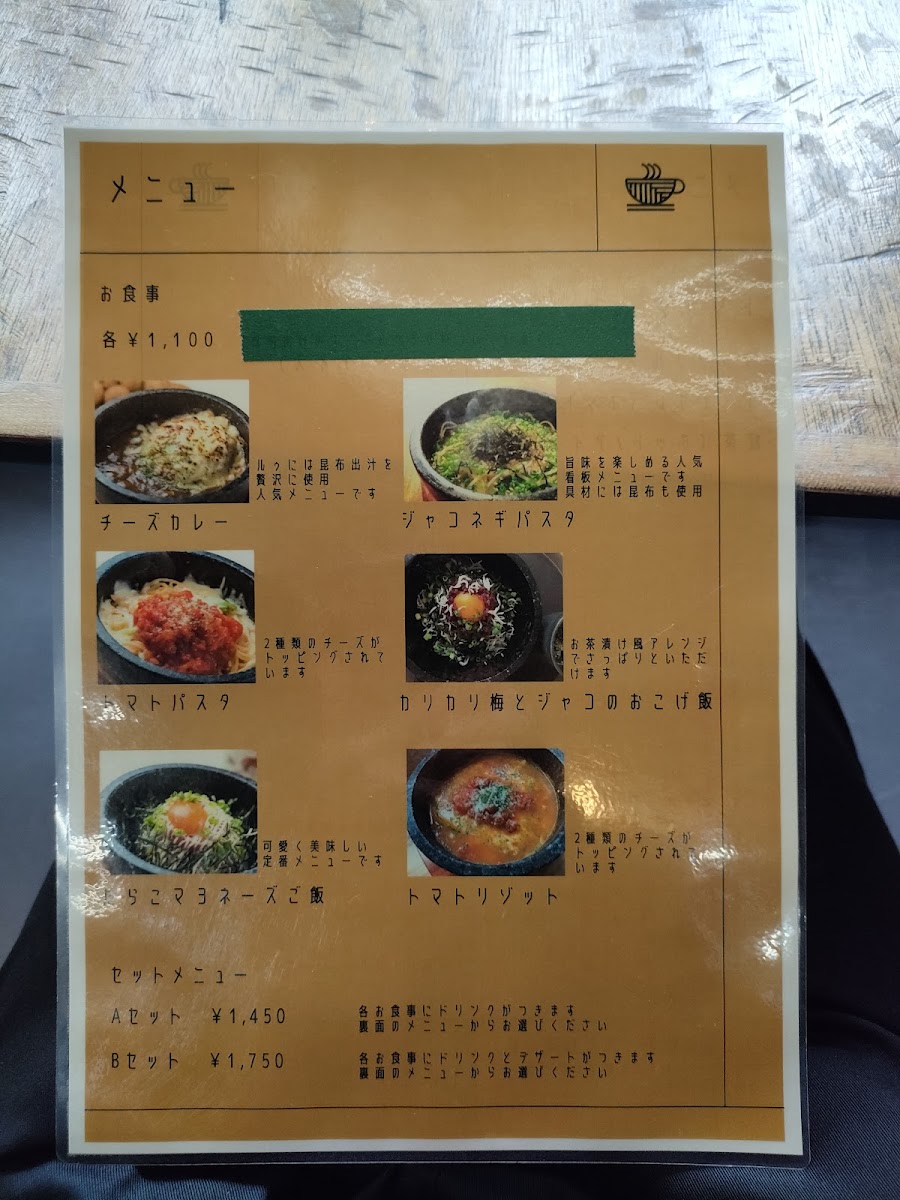 メニュー
お食事
各¥1,100
ルゥには昆布出汁を
贅沢に使用
人気メニューです
チーズカレー
旨味を楽しめる人気
看板メニューです
具材には昆布も使用
ジャコネギパスタ
2種類のチーズが
トッピングされて
います
トマトパスタ
お茶漬け風アレンジ
でさっぱりといただ
けます
カリカリ梅とジャコのおこげ飯
可愛く美味しい
定番メニューです
たらこマヨネーズご飯
2種類のチーズが
トッピングされて
います
トマトリゾット
セットメニュー
Aセット ¥1,450
各お食事にドリンクがつきます
裏面のメニューからお選びください
Bセット ¥1,750
各お食事にドリンクとデザートがつきます
裏面のメニューからお選びください